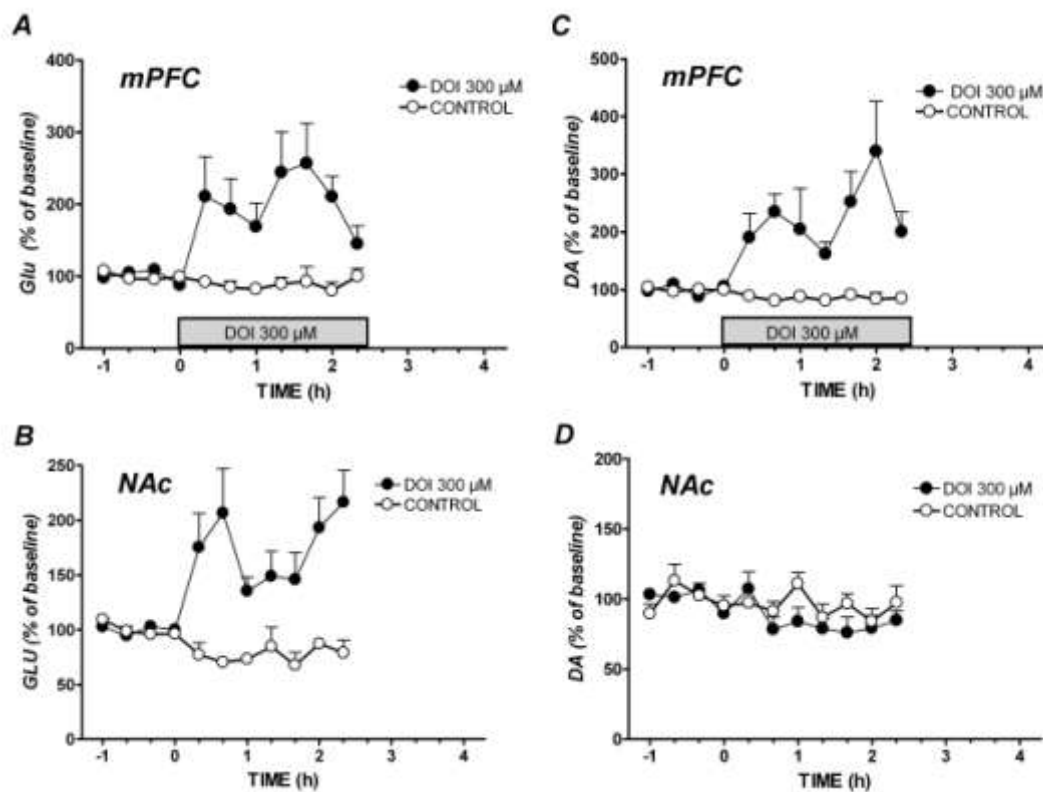 A
mPFC
400
300
200
100
0
Glu (% of baseline)
DOI 300 µM
CONTROL
DOI 300 µM
-1 0 1 2 3 4
TIME (h)
C
mPFC
500
400
300
200
100
0
DA (% of baseline)
DOI 300 µM
CONTROL
DOI 300 µM
-1 0 1 2 3 4
TIME (h)
B
NAc
250
200
150
100
50
0
GLU (% of baseline)
DOI 300 µM
CONTROL
-1 0 1 2 3 4
TIME (h)
D
NAc
200
150
100
50
0
DA (% of baseline)
DOI 300 µM
CONTROL
-1 0 1 2 3 4
TIME (h)